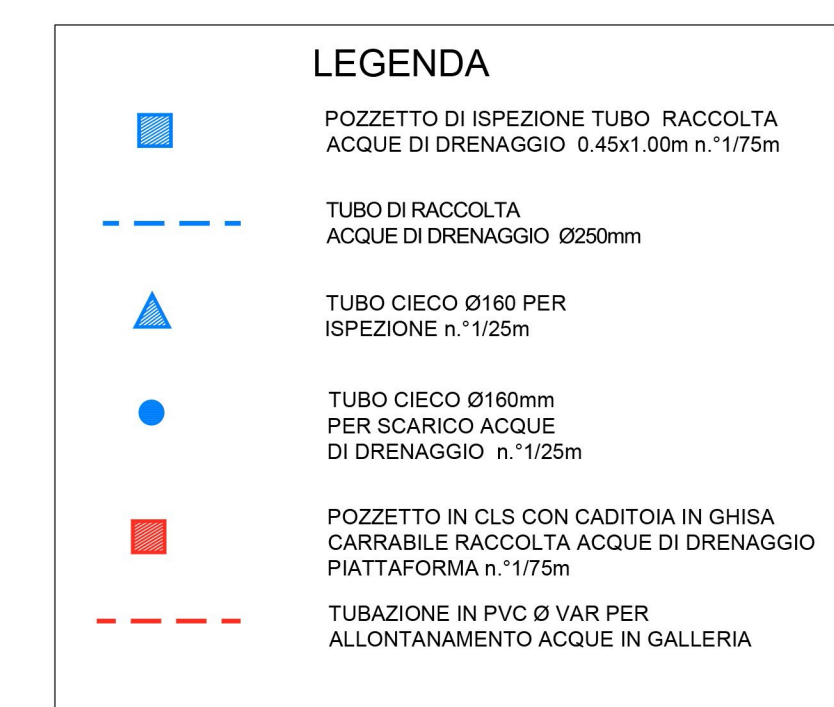 LEGENDA
POZZETTO DI ISPEZIONE TUBO RACCOLTA
ACQUE DI DRENAGGIO 0.45x1.00m n.°1/75m
TUBO DI RACCOLTA
ACQUE DI DRENAGGIO Ø250mm
TUBO CIECO Ø160 PER
ISPEZIONE n.°1/25m
TUBO CIECO Ø160mm
PER SCARICO ACQUE
DI DRENAGGIO n.°1/25m
POZZETTO IN CLS CON CADITOIA IN GHISA
CARRABILE RACCOLTA ACQUE DI DRENAGGIO
PIATTAFORMA n.°1/75m
TUBAZIONE IN PVC Ø VAR PER
ALLONTANAMENTO ACQUE IN GALLERIA